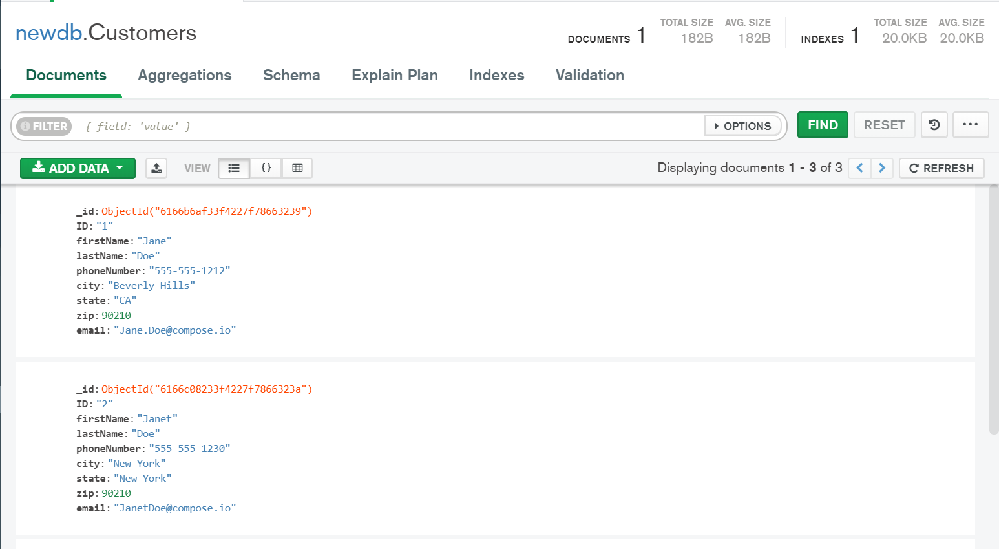 newdb.Customers
DOCUMENTS 1 TOTAL SIZE 182B AVG. SIZE 182B INDEXES 1 TOTAL SIZE 20.0KB AVG. SIZE 20.0KB
Documents Aggregations Schema Explain Plan Indexes Validation
FILTER { field: 'value' } OPTIONS FIND RESET ...
ADD DATA VIEW {} Displaying documents 1 - 3 of 3 < > REFRESH
_id: ObjectId("6166b6af33f4227f78663239")
ID: "1"
firstName: "Jane"
lastName: "Doe"
phoneNumber: "555-555-1212"
city: "Beverly Hills"
state: "CA"
zip: 90210
email: "Jane.Doe@compose.io"
_id: ObjectId("6166c08233f4227f7866323a")
ID: "2"
firstName: "Janet"
lastName: "Doe"
phoneNumber: "555-555-1230"
city: "New York"
state: "New York"
zip: 90210
email: "JanetDoe@compose.io"